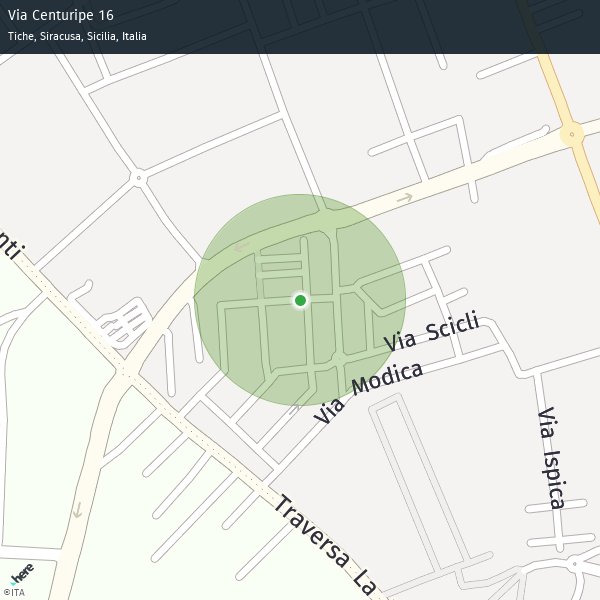 Via Centuripe 16
Tiche, Siracusa, Sicilia, Italia
nti
Via Scicli
Via Modica
Via Ispica
Traversa La
here
©ITA